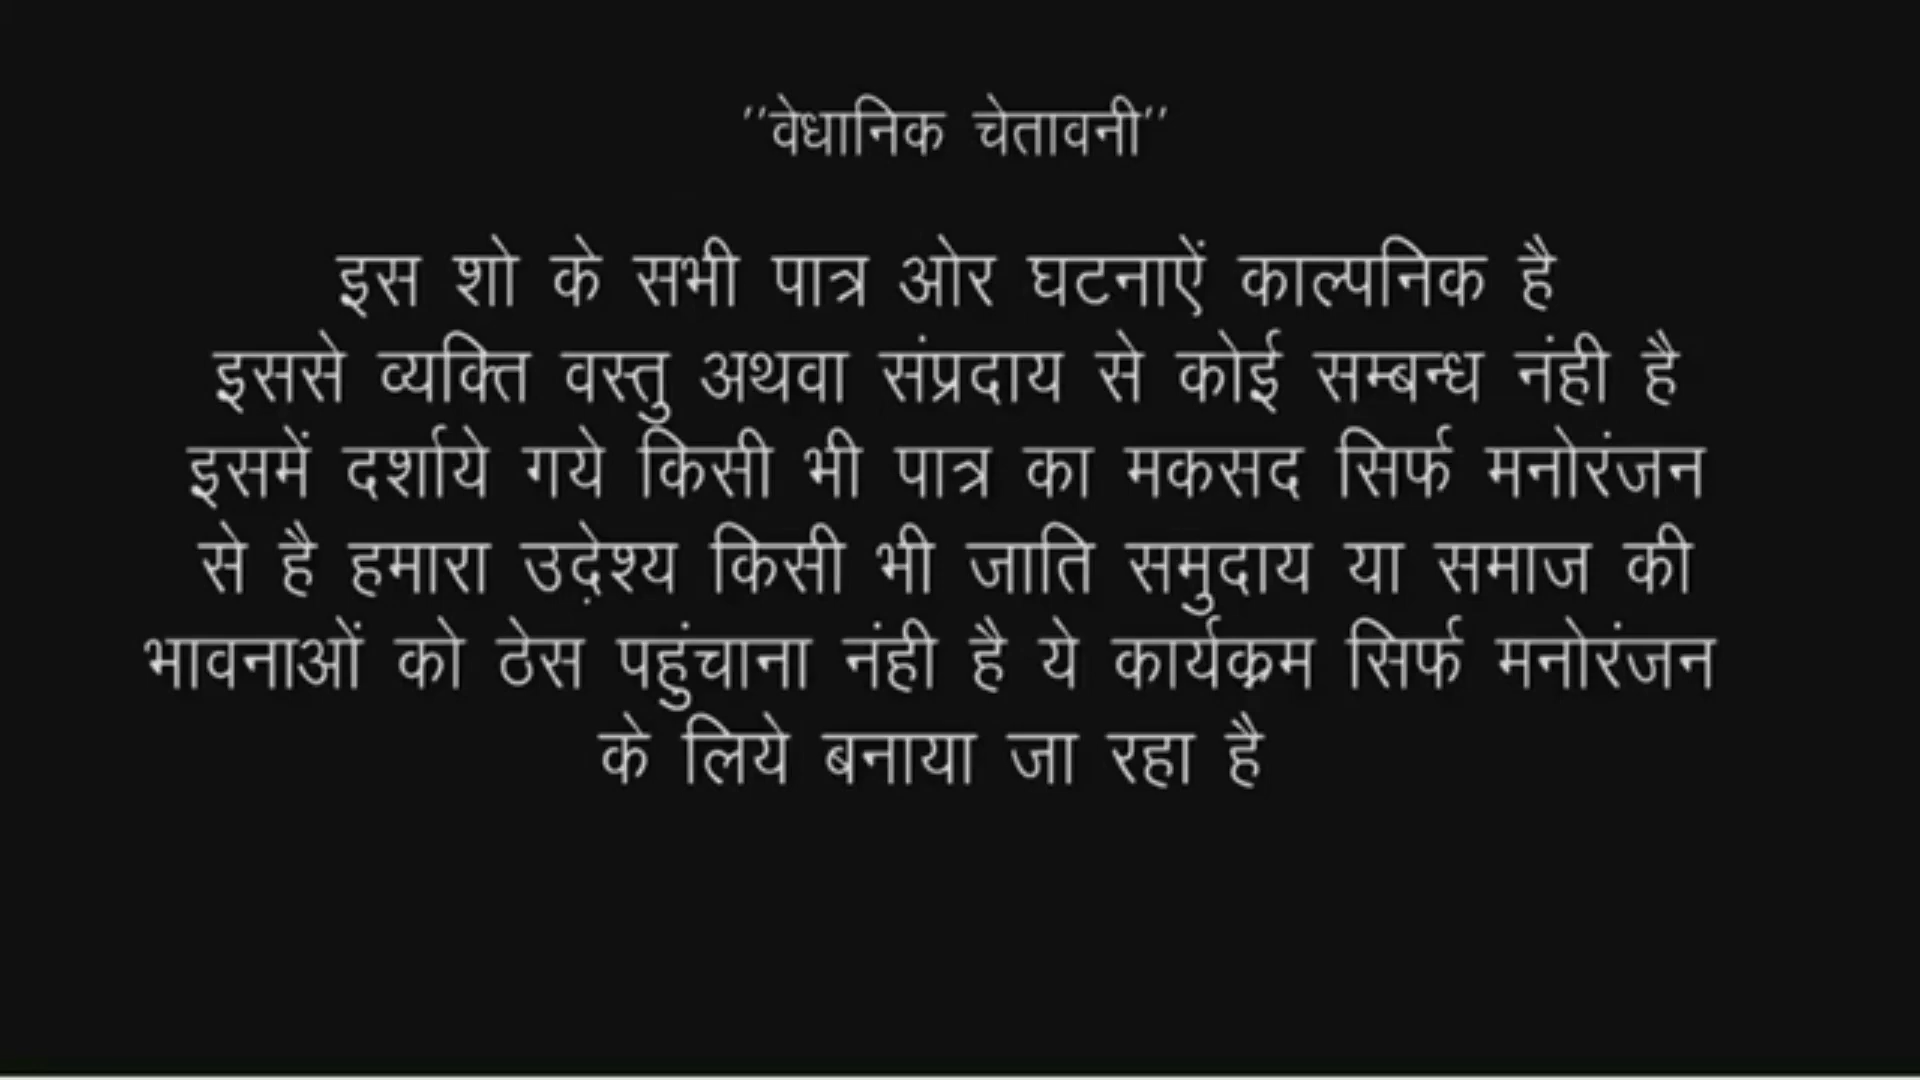 "वेधानिक चेतावनी"
इस शो के सभी पात्र ओर घटनाऐं काल्पनिक है
इससे व्यक्ति वस्तु अथवा संप्रदाय से कोई सम्बन्ध नंही है
इसमें दर्शाये गये किसी भी पात्र का मकसद सिर्फ मनोरंजन
से है हमारा उद़ेश्य किसी भी जाति समुदाय या समाज की
भावनाओं को ठेस पहुंचाना नंही है ये कार्यक्रम सिर्फ मनोरंजन
के लिये बनाया जा रहा है